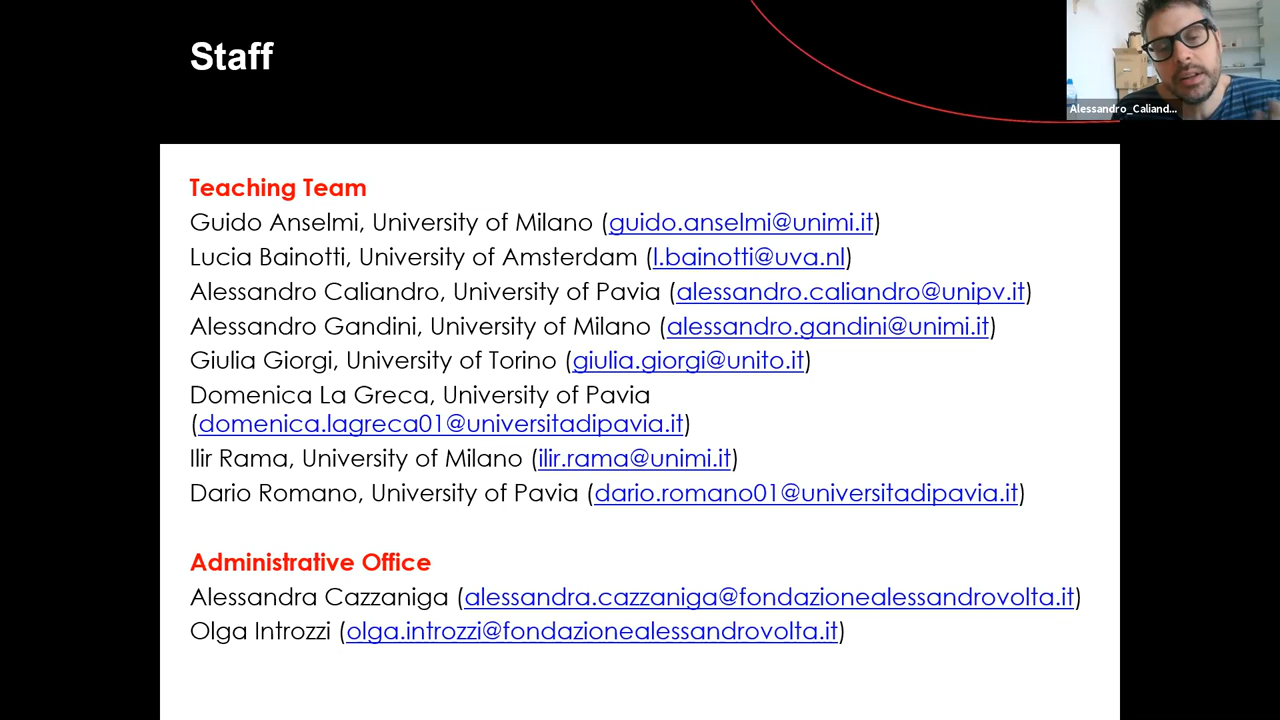 Staff
Alessandro_Caliand...
Teaching Team
Guido Anselmi, University of Milano (guido.anselmi@unimi.it)
Lucia Bainotti, University of Amsterdam (l.bainotti@uva.nl)
Alessandro Caliandro, University of Pavia (alessandro.caliandro@unipv.it)
Alessandro Gandini, University of Milano (alessandro.gandini@unimi.it)
Giulia Giorgi, University of Torino (giulia.giorgi@unito.it)
Domenica La Greca, University of Pavia
(domenica.lagreca01@universitadipavia.it)
Ilir Rama, University of Milano (ilir.rama@unimi.it)
Dario Romano, University of Pavia (dario.romano01@universitadipavia.it)
Administrative Office
Alessandra Cazzaniga (alessandra.cazzaniga@fondazionealessandrovolta.it)
Olga Introzzi (olga.introzzi@fondazionealessandrovolta.it)